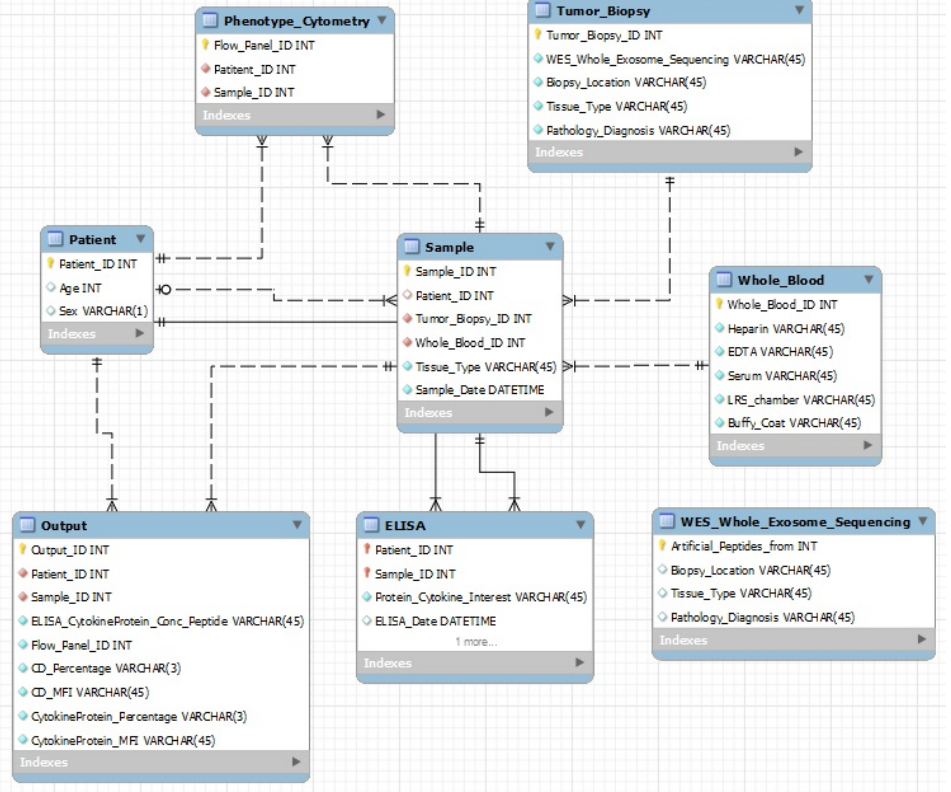 Phenotype_Cytometry
Flow_Panel_ID INT
Patitent_ID INT
Sample_ID INT
Indexes
Tumor_Biopsy
Tumor_Biopsy_ID INT
WES_Whole_Exosome_Sequencing VARCHAR(45)
Biopsy_Location VARCHAR(45)
Tissue_Type VARCHAR(45)
Pathology_Diagnosis VARCHAR(45)
Indexes
Patient
Patient_ID INT
Age INT
Sex VARCHAR(1)
Indexes
Sample
Sample_ID INT
Patient_ID INT
Tumor_Biopsy_ID INT
Whole_Blood_ID INT
Tissue_Type VARCHAR(45)
Sample_Date DATETIME
Indexes
Whole_Blood
Whole_Blood_ID INT
Heparin VARCHAR(45)
EDTA VARCHAR(45)
Serum VARCHAR(45)
LRS_chamber VARCHAR(45)
Buffy_Coat VARCHAR(45)
Indexes
Output
Output_ID INT
Patient_ID INT
Sample_ID INT
ELISA_CytokineProtein_Conc_Peptide VARCHAR(45)
Flow_Panel_ID INT
CD_Percentage VARCHAR(3)
CD_MFI VARCHAR(45)
CytokineProtein_Percentage VARCHAR(3)
CytokineProtein_MFI VARCHAR(45)
Indexes
ELISA
Patient_ID INT
Sample_ID INT
Protein_Cytokine_Interest VARCHAR(45)
ELISA_Date DATETIME
1 more...
Indexes
WES_Whole_Exosome_Sequencing
Artificial_Peptides_from INT
Biopsy_Location VARCHAR(45)
Tissue_Type VARCHAR(45)
Pathology_Diagnosis VARCHAR(45)
Indexes